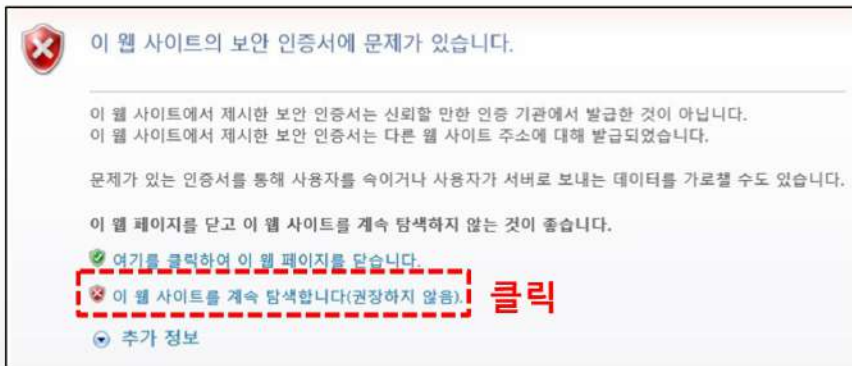 이 웹 사이트의 보안 인증서에 문제가 있습니다.
이 웹 사이트에서 제시한 보안 인증서는 신뢰할 만한 인증 기관에서 발급한 것이 아닙니다.
이 웹 사이트에서 제시한 보안 인증서는 다른 웹 사이트 주소에 대해 발급되었습니다.
문제가 있는 인증서를 통해 사용자를 속이거나 사용자가 서버로 보내는 데이터를 가로챌 수도 있습니다.
이 웹 페이지를 닫고 이 웹 사이트를 계속 탐색하지 않는 것이 좋습니다.
여기를 클릭하여 이 웹 페이지를 닫습니다.
이 웹 사이트를 계속 탐색합니다(권장하지 않음). 클릭
추가 정보